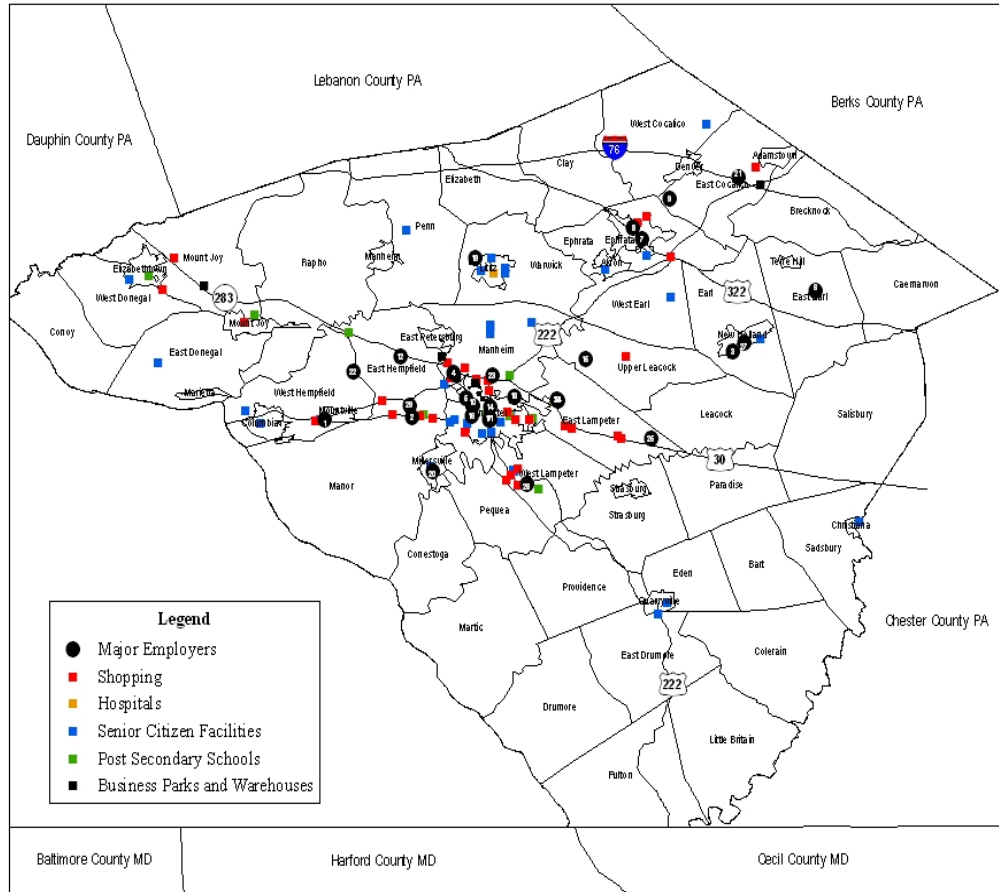 Lebanon County PA
Berks County PA
Dauphin County PA
West Cocalico
76
Adamstown
Clay
Denver
East Cocalico
Elizabeth
Brecknock
Penn
Ephrata
Ephrata
Mount Joy
Rapho
Manheim
Lititz
Warwick
Akron
Terre Hill
Elizabethtown
West Donegal
283
West Earl
Earl
322
East Earl
Caernarvon
Conoy
Mount Joy
East Petersburg
222
New Holland
East Donegal
Manheim
12
East Hempfield
Upper Leacock
22
Marietta
West Hempfield
Leacock
Salisbury
Columbia
Mountville
1
2
East Lampeter
25
30
Millersville
West Lampeter
Manor
Strasburg
Paradise
Pequea
Strasburg
Christiana
Conestoga
Sadsbury
Bart
Eden
Providence
Quarryville
Chester County PA
Martic
East Drumore
Colerain
222
Drumore
Little Britain
Fulton
Legend
Major Employers
Shopping
Hospitals
Senior Citizen Facilities
Post Secondary Schools
Business Parks and Warehouses
Baltimore County MD
Harford County MD
Cecil County MD